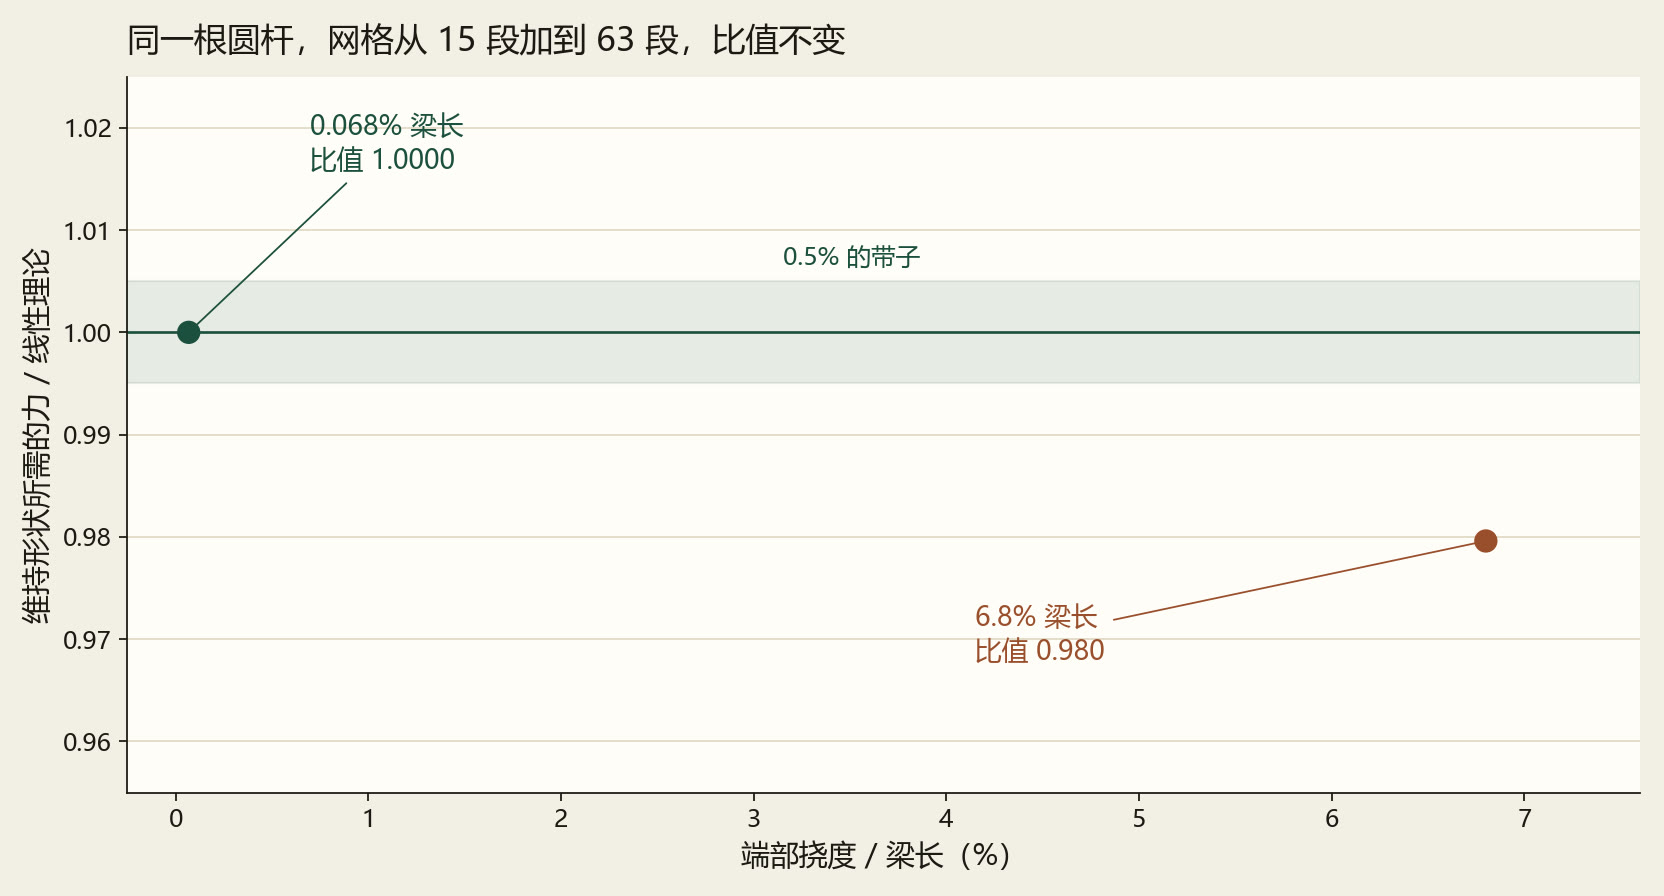 同一根圆杆，网格从 15 段加到 63 段，比值不变
维持形状所需的力 / 线性理论
1.02
1.01
1.00
0.99
0.98
0.97
0.96
0.068% 梁长
比值 1.0000
0.5% 的带子
6.8% 梁长
比值 0.980
0
1
2
3
4
5
6
7
端部挠度 / 梁长（%）